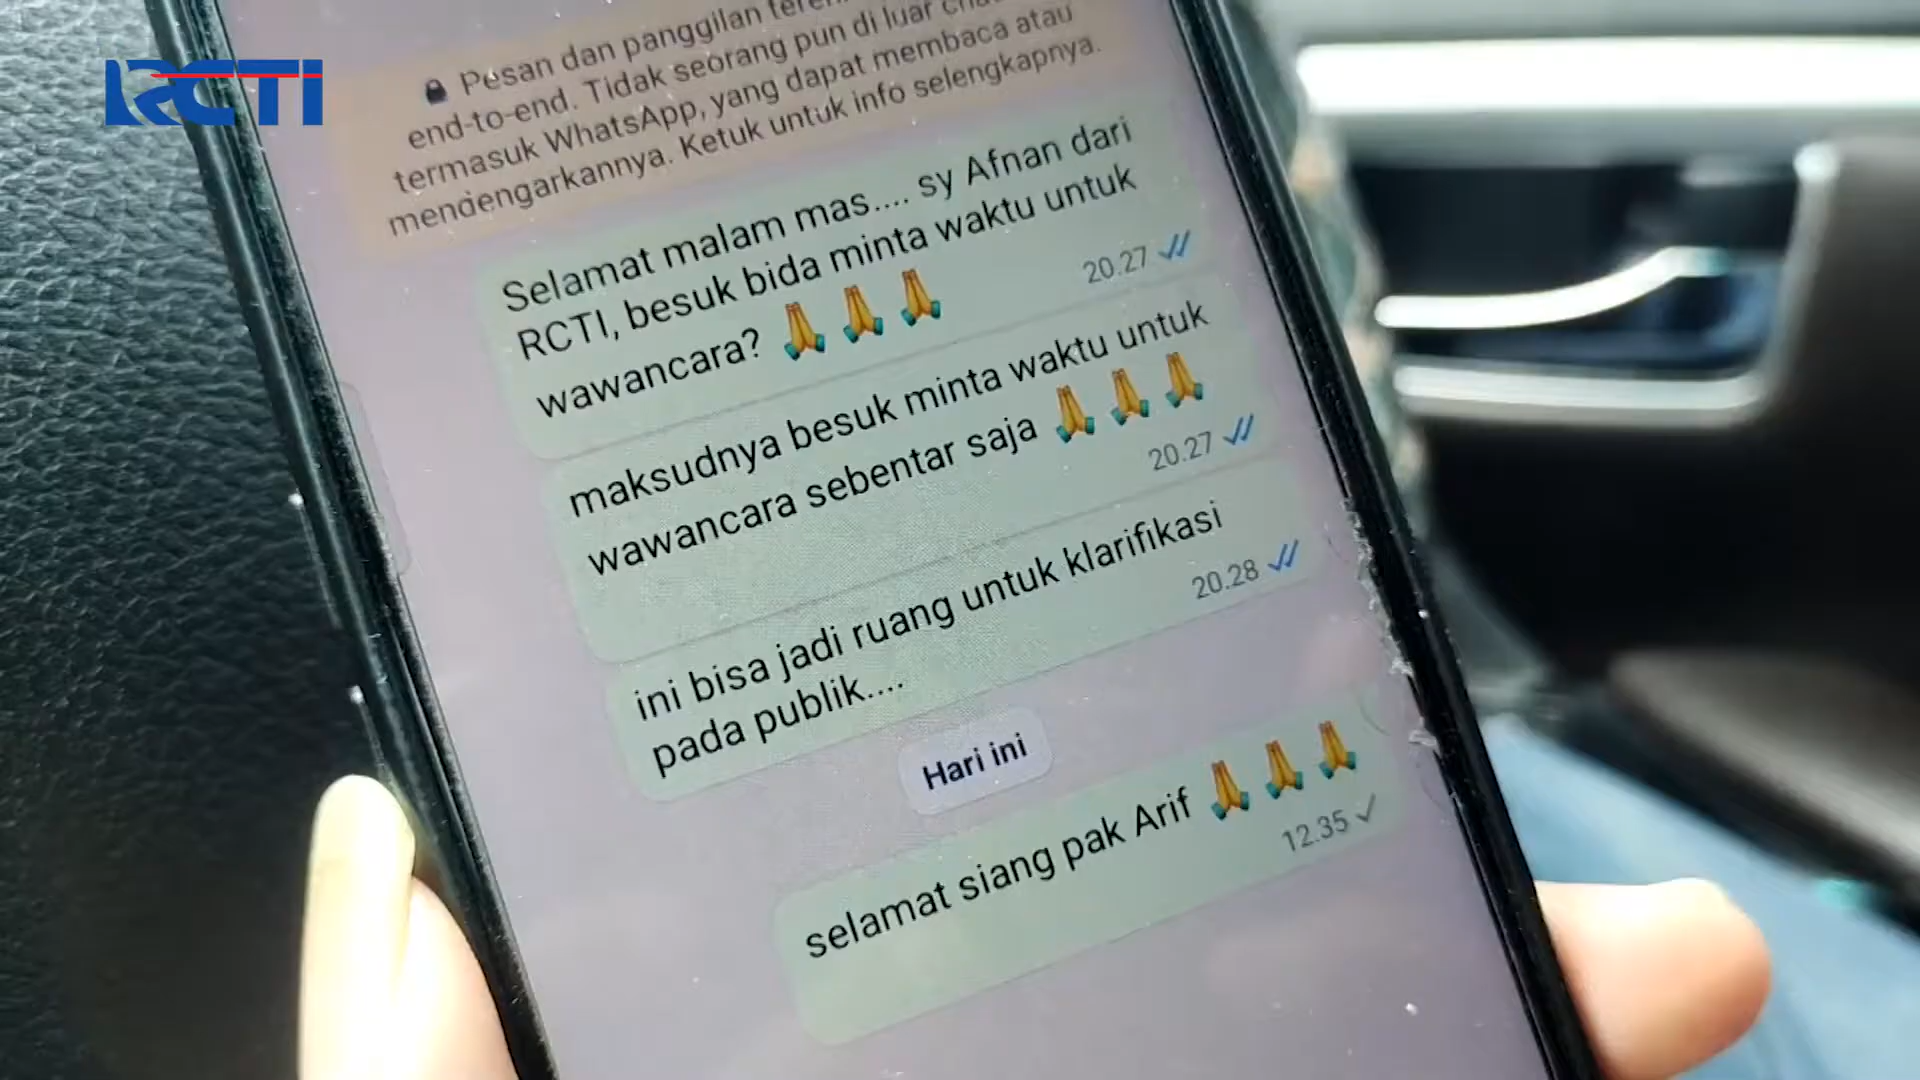 RCTI
Pesan dan panggilan
end-to-end. Tidak seorang pun di luar
termasuk WhatsApp, yang dapat membaca atau
mendengarkannya. Ketuk untuk info selengkapnya.
Selamat malam mas.... sy Afnan dari
RCTI, besuk bida minta waktu untuk
wawancara? 🙏🙏🙏
20.27
maksudnya besuk minta waktu untuk
wawancara sebentar saja 🙏🙏🙏
20.27
ini bisa jadi ruang untuk klarifikasi
pada publik....
20.28
Hari ini
selamat siang pak Arif 🙏🙏🙏
12.35